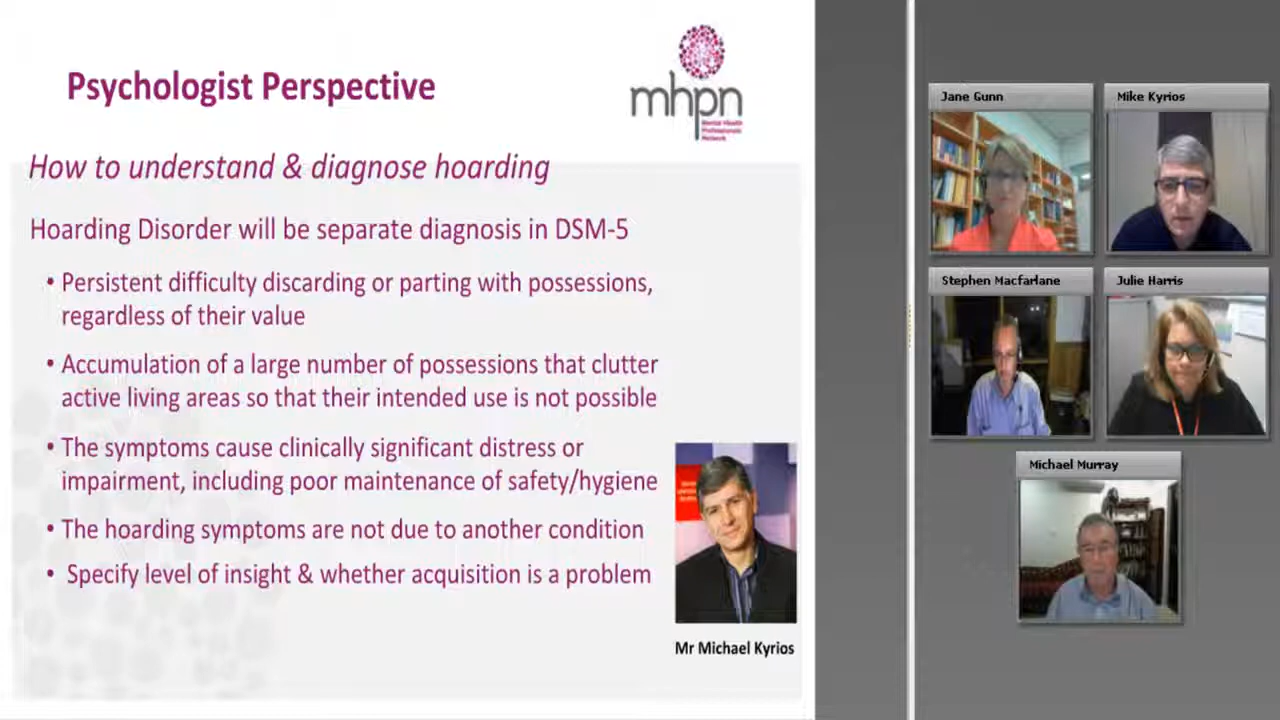 Psychologist Perspective
mhpn
Mental Health
Professionals
Network
How to understand & diagnose hoarding
Hoarding Disorder will be separate diagnosis in DSM-5
• Persistent difficulty discarding or parting with possessions,
regardless of their value
• Accumulation of a large number of possessions that clutter
active living areas so that their intended use is not possible
• The symptoms cause clinically significant distress or
impairment, including poor maintenance of safety/hygiene
• The hoarding symptoms are not due to another condition
• Specify level of insight & whether acquisition is a problem
Mr Michael Kyrios
Jane Gunn
Mike Kyrios
Stephen Macfarlane
Julie Harris
Michael Murray